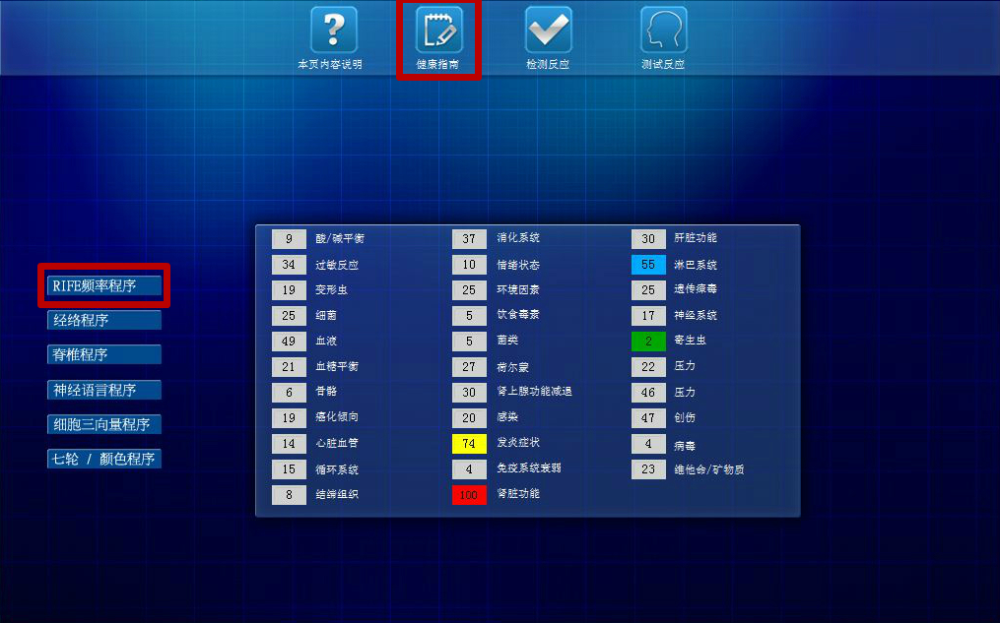 本页内容说明
健康指南
检测反应
测试反应
RIFE频率程序
经络程序
脊椎程序
神经语言程序
细胞三向量程序
七轮 / 顏色程序
9 酸/碱平衡
34 过敏反应
19 变形虫
25 细菌
49 血液
21 血糖平衡
6 骨骼
19 癌化倾向
14 心脏血管
15 循环系统
8 结缔组织
37 消化系统
10 情绪状态
25 环境因素
5 饮食毒素
5 菌类
27 荷尔蒙
30 肾上腺功能减退
20 感染
74 发炎症状
4 免疫系统衰弱
100 肾脏功能
30 肝脏功能
55 淋巴系统
25 遗传瘴毒
17 神经系统
2 寄生虫
22 压力
46 压力
47 创伤
4 病毒
23 维他命/矿物质